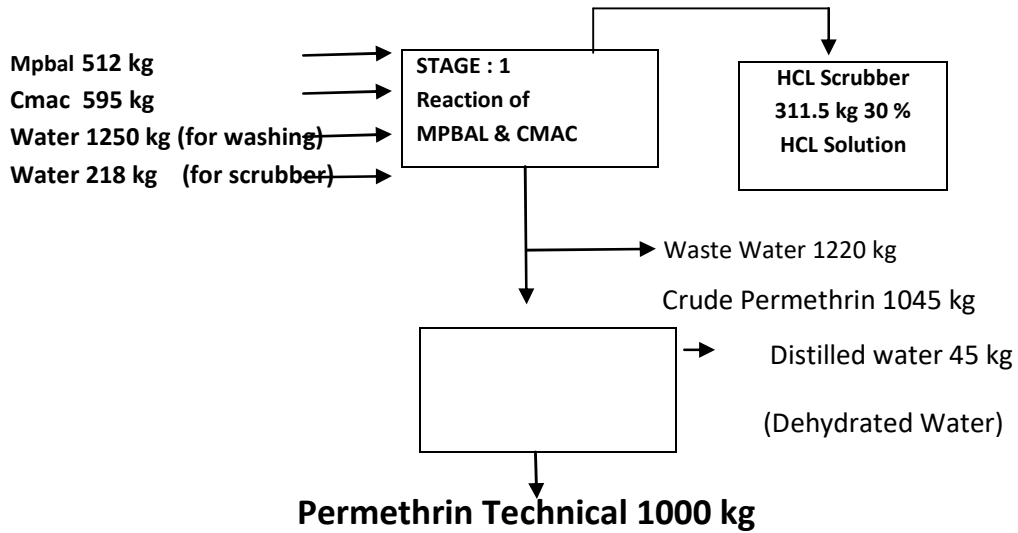 Mpbal 512 kg
Cmac 595 kg
Water 1250 kg (for washing)
Water 218 kg (for scrubber)
STAGE : 1
Reaction of
MPBAL & CMAC
HCL Scrubber
311.5 kg 30 %
HCL Solution
Waste Water 1220 kg
Crude Permethrin 1045 kg
Distilled water 45 kg
(Dehydrated Water)
Permethrin Technical 1000 kg